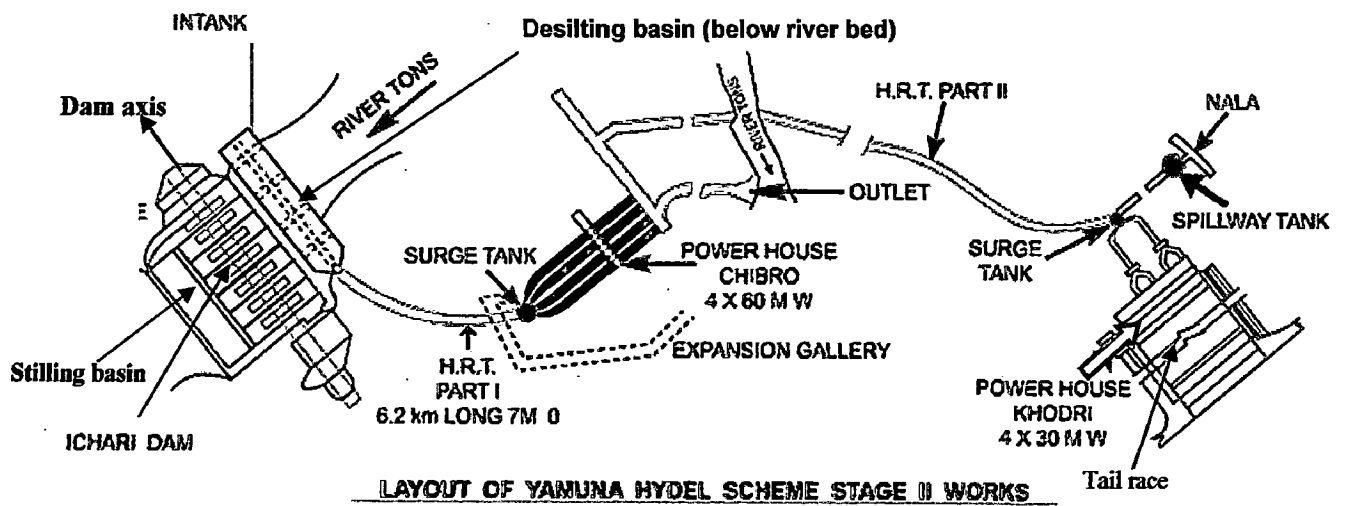 INTANK
Desilting basin (below river bed)
Dam axis
RIVER TONS
RIVER TONS
H.R.T. PART II
NALA
OUTLET
SPILLWAY TANK
SURGE TANK
POWER HOUSE
CHIBRO
4 X 60 M W
SURGE
TANK
EXPANSION GALLERY
H.R.T.
PART I
6.2 km LONG 7M 0
Stilling basin
ICHARI DAM
POWER HOUSE
KHODRI
4 X 30 M W
Tail race
LAYOUT OF YAMUNA HYDEL SCHEME STAGE II WORKS